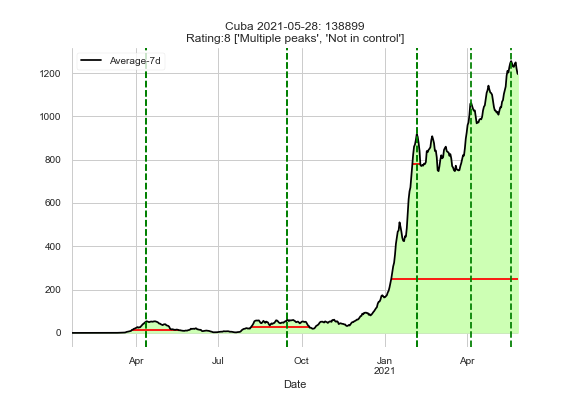 Cuba 2021-05-28: 138899
Rating:8 ['Multiple peaks', 'Not in control']
Average-7d
1200
1000
800
600
400
200
0
Apr Jul Oct Jan Apr
2021
Date